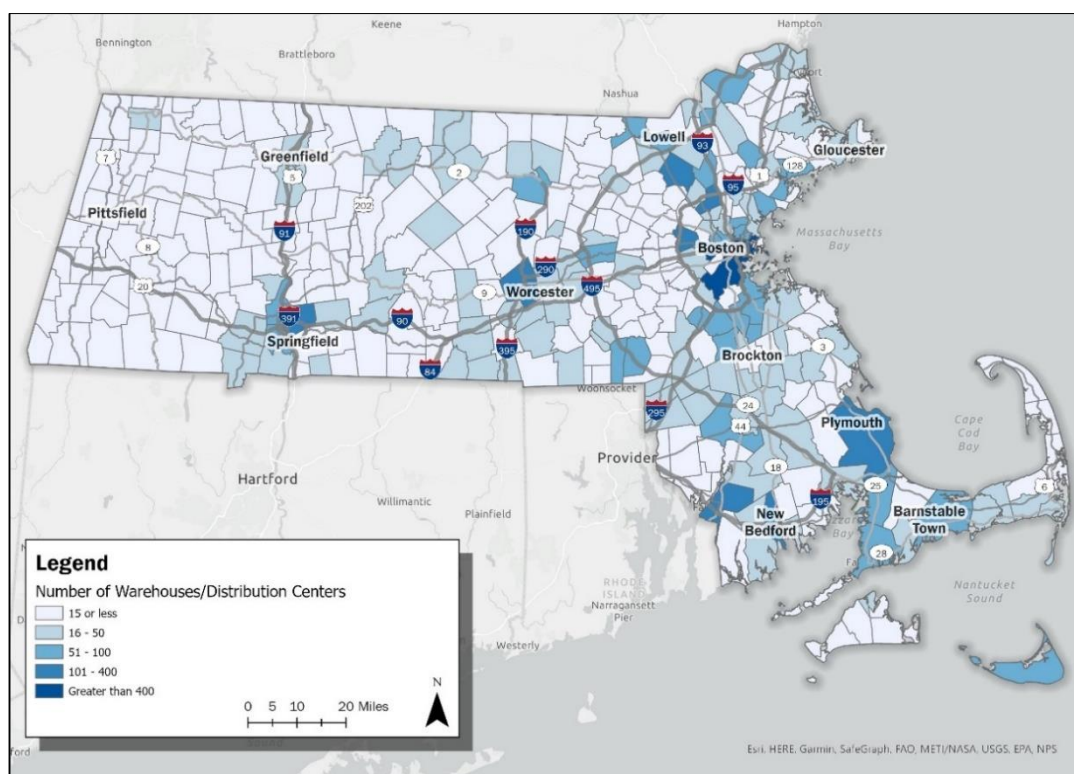 Hampton
Keene
Bennington
Brattleboro
Nashua
Lowell
93
Gloucester
Greenfield
7
5
2
1
128
95
202
Pittsfield
91
190
Massachusetts
Bay
8
Boston
290
20
9
Worcester
495
391
90
Springfield
395
84
Brockton
3
Woonsocket
295
24
44
Plymouth
Cape
Cod
Bay
Provider
Hartford
18
25
6
Willimantic
195
Barnstable
Town
Plainfield
New
Bedford
Bay
28
Legend
Number of Warehouses/Distribution Centers
15 or less
16 - 50
51 - 100
101 - 400
Greater than 400
N
0 5 10 20 Miles
RHODE
ISLAND
Narragansett
Pier
Westerly
Nantucket
Sound
Esri, HERE, Garmin, SafeGraph, FAO, METI/NASA, USGS, EPA, NPS